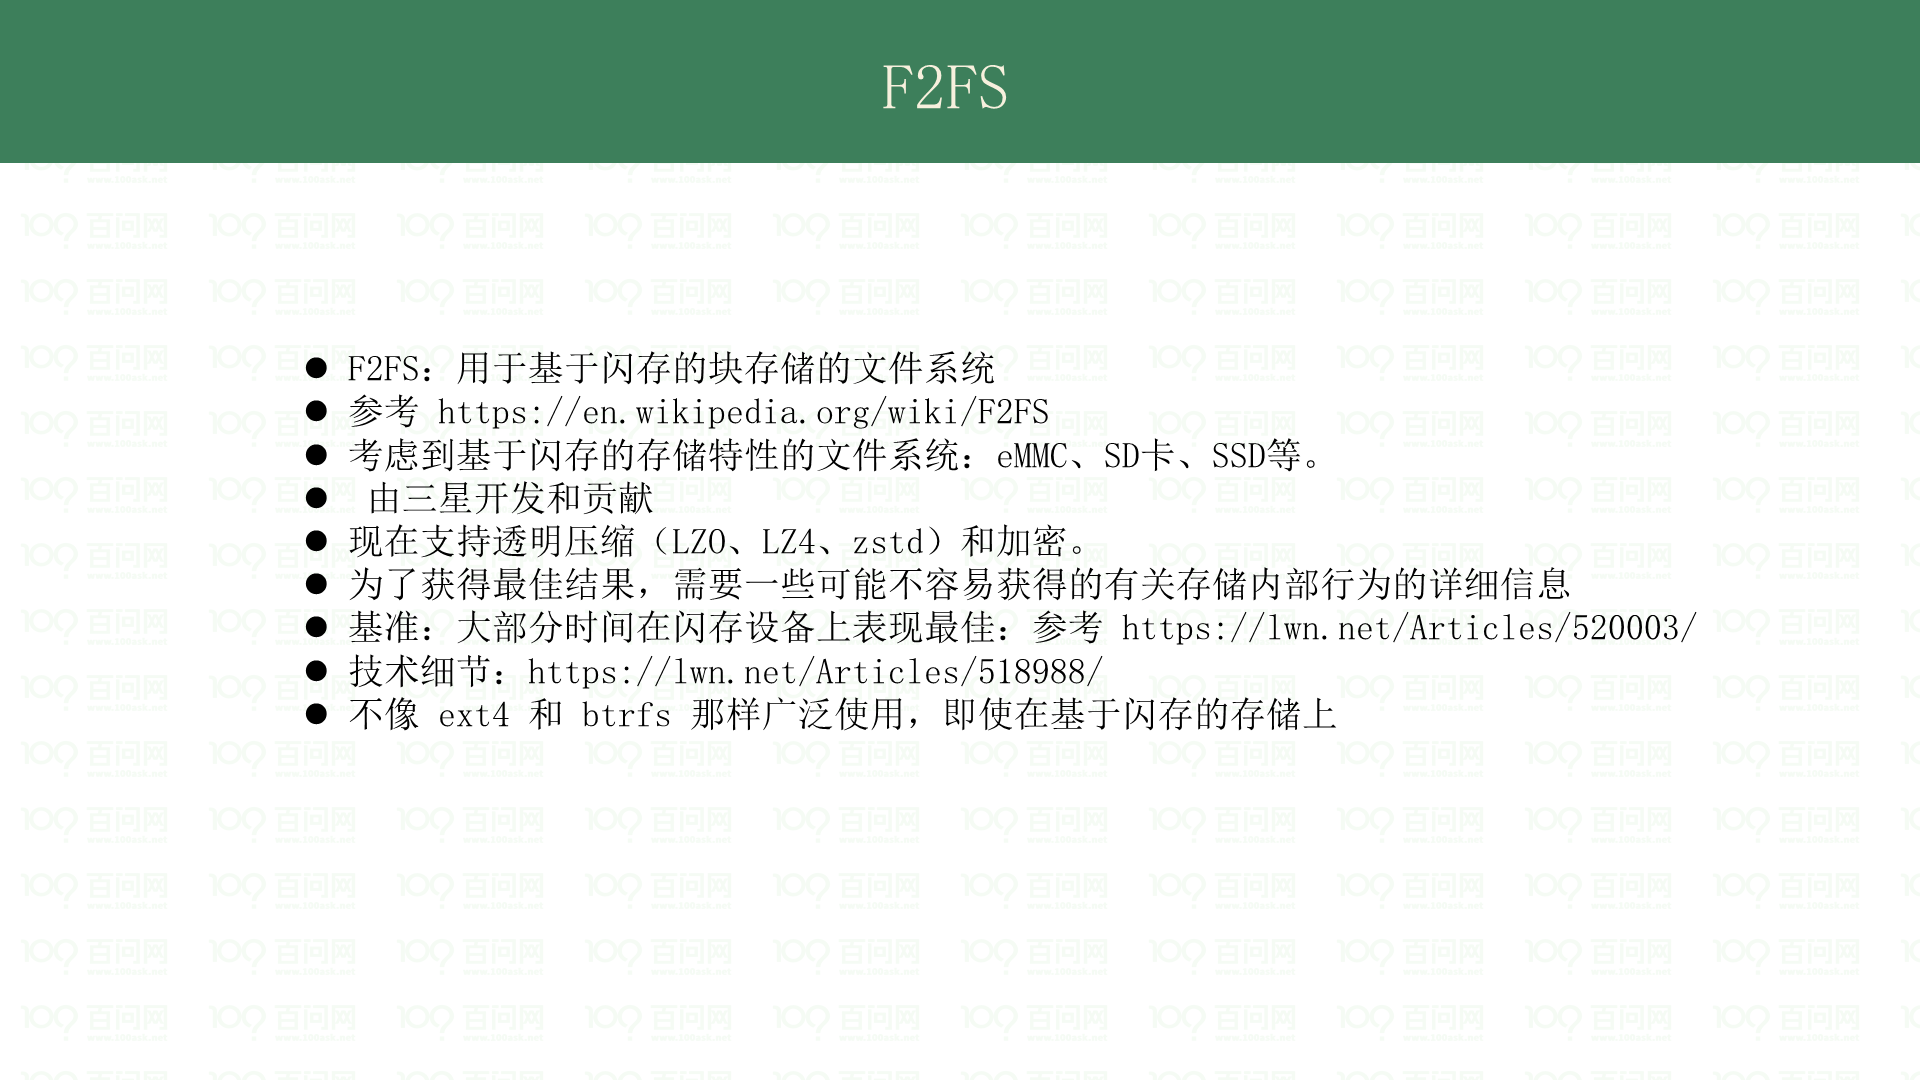 F2FS
● F2FS：用于基于闪存的块存储的文件系统
● 参考 https://en.wikipedia.org/wiki/F2FS
● 考虑到基于闪存的存储特性的文件系统：eMMC、SD卡、SSD等。
● 由三星开发和贡献
● 现在支持透明压缩（LZO、LZ4、zstd）和加密。
● 为了获得最佳结果，需要一些可能不容易获得的有关存储内部行为的详细信息
● 基准：大部分时间在闪存设备上表现最佳：参考 https://lwn.net/Articles/520003/
● 技术细节：https://lwn.net/Articles/518988/
● 不像 ext4 和 btrfs 那样广泛使用，即使在基于闪存的存储上
百问网
www.100ask.net